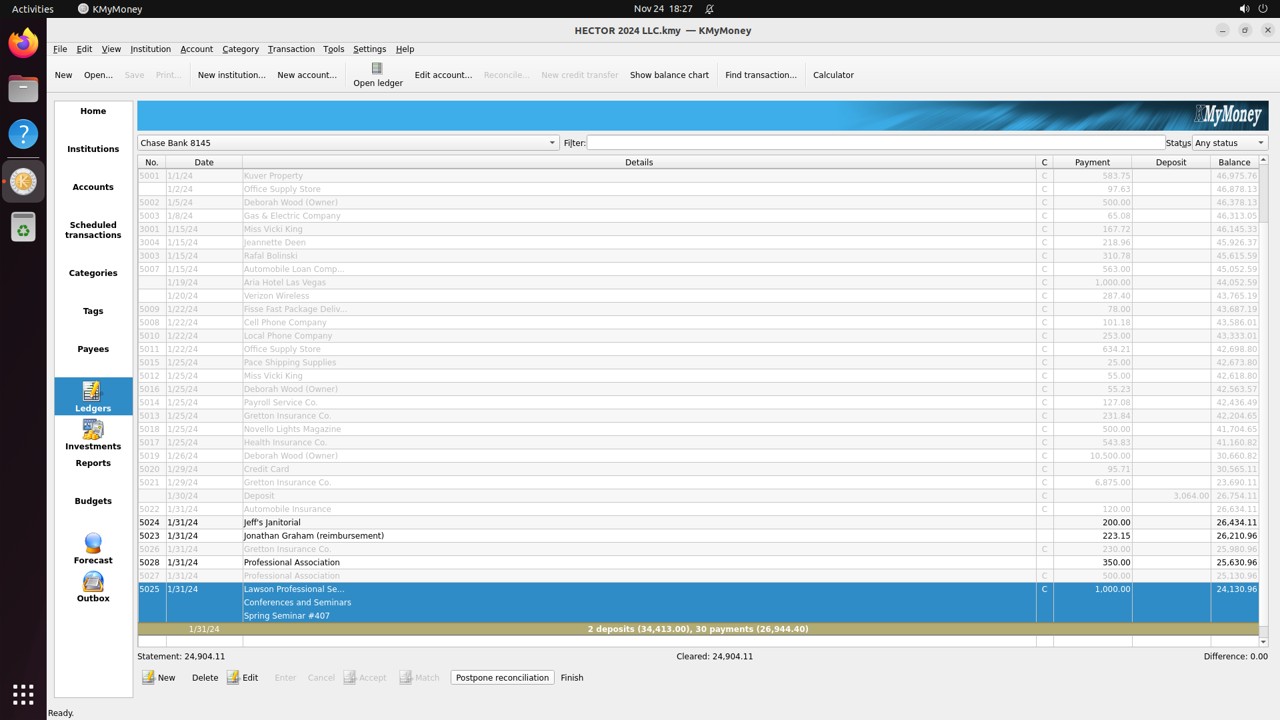 Activities KMyMoney Nov 24 18:27
HECTOR 2024 LLC.kmy — KMyMoney
File Edit View Institution Account Category Transaction Tools Settings Help
New Open... Save Print... New institution... New account... Open ledger Edit account... Reconcile... New credit transfer Show balance chart Find transaction... Calculator
Home
Institutions
Accounts
Scheduled
transactions
Categories
Tags
Payees
Ledgers
Investments
Reports
Budgets
Forecast
Outbox
KMyMoney
Chase Bank 8145 Filter: Status Any status
No. Date Details C Payment Deposit Balance
5001 1/1/24 Kuver Property C 583.75 46,975.76
1/2/24 Office Supply Store C 97.63 46,878.13
5002 1/5/24 Deborah Wood (Owner) C 500.00 46,378.13
5003 1/8/24 Gas & Electric Company C 65.08 46,313.05
3001 1/15/24 Miss Vicki King C 167.72 46,145.33
3004 1/15/24 Jeannette Deen C 218.96 45,926.37
3003 1/15/24 Rafal Bolinski C 310.78 45,615.59
5007 1/15/24 Automobile Loan Comp... C 563.00 45,052.59
1/19/24 Aria Hotel Las Vegas C 1,000.00 44,052.59
1/20/24 Verizon Wireless C 287.40 43,765.19
5009 1/22/24 Fisse Fast Package Deliv... C 78.00 43,687.19
5008 1/22/24 Cell Phone Company C 101.18 43,586.01
5010 1/22/24 Local Phone Company C 253.00 43,333.01
5011 1/22/24 Office Supply Store C 634.21 42,698.80
5015 1/25/24 Pace Shipping Supplies C 25.00 42,673.80
5012 1/25/24 Miss Vicki King C 55.00 42,618.80
5016 1/25/24 Deborah Wood (Owner) C 55.23 42,563.57
5014 1/25/24 Payroll Service Co. C 127.08 42,436.49
5013 1/25/24 Gretton Insurance Co. C 231.84 42,204.65
5018 1/25/24 Novello Lights Magazine C 500.00 41,704.65
5017 1/25/24 Health Insurance Co. C 543.83 41,160.82
5019 1/26/24 Deborah Wood (Owner) C 10,500.00 30,660.82
5020 1/29/24 Credit Card C 95.71 30,565.11
5021 1/29/24 Gretton Insurance Co. C 6,875.00 23,690.11
1/30/24 Deposit C 3,064.00 26,754.11
5022 1/31/24 Automobile Insurance C 120.00 26,634.11
5024 1/31/24 Jeff's Janitorial 200.00 26,434.11
5023 1/31/24 Jonathan Graham (reimbursement) 223.15 26,210.96
5026 1/31/24 Gretton Insurance Co. C 230.00 25,980.96
5028 1/31/24 Professional Association 350.00 25,630.96
5027 1/31/24 Professional Association C 500.00 25,130.96
5025 1/31/24 Lawson Professional Se... C 1,000.00 24,130.96
Conferences and Seminars
Spring Seminar #407
1/31/24 2 deposits (34,413.00), 30 payments (26,944.40)
Statement: 24,904.11 Cleared: 24,904.11 Difference: 0.00
New Delete Edit Enter Cancel Accept Match Postpone reconciliation Finish
Ready.